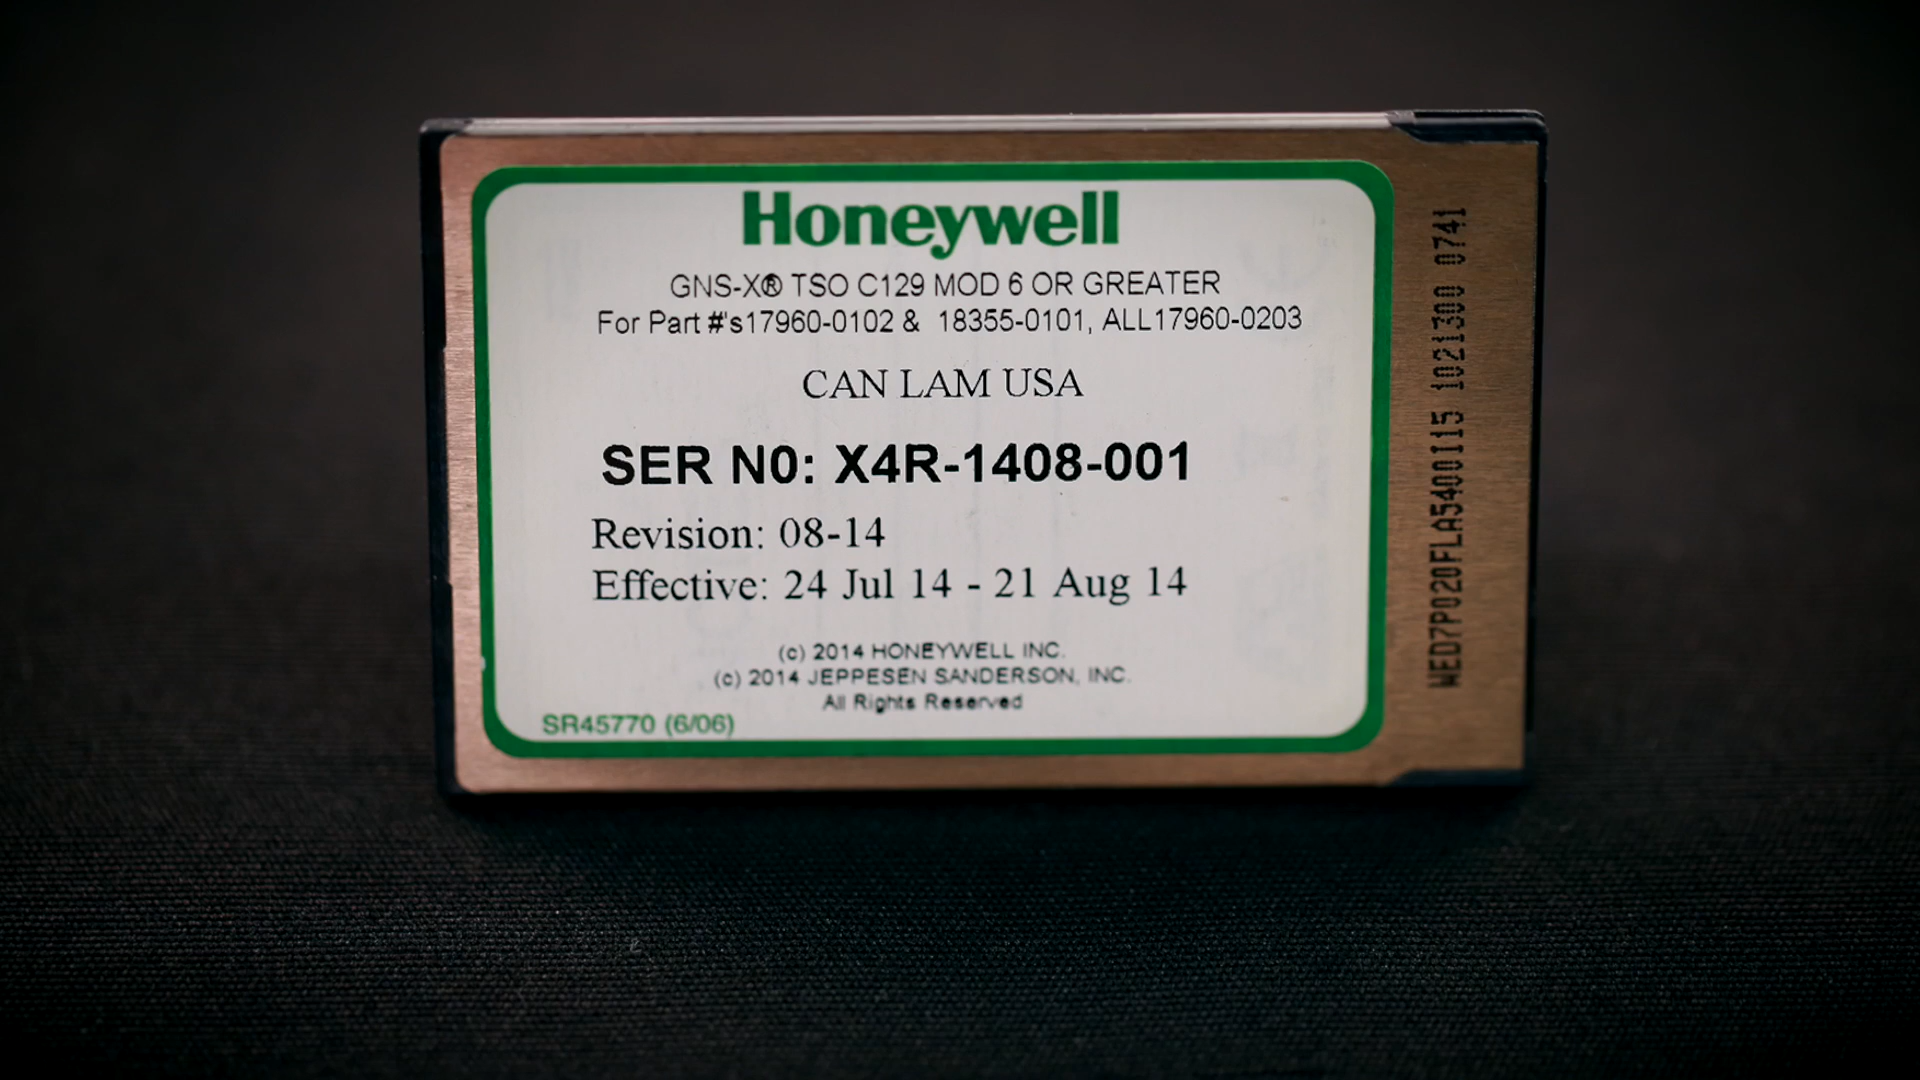 Honeywell
GNS-X® TSO C129 MOD 6 OR GREATER
For Part #'s17960-0102 & 18355-0101, ALL17960-0203
CAN LAM USA
SER N0: X4R-1408-001
Revision: 08-14
Effective: 24 Jul 14 - 21 Aug 14
(c) 2014 HONEYWELL INC.
(c) 2014 JEPPESEN SANDERSON, INC.
All Rights Reserved
SR45770 (6/06)
WED7P020FLA5400115 1021300 0741